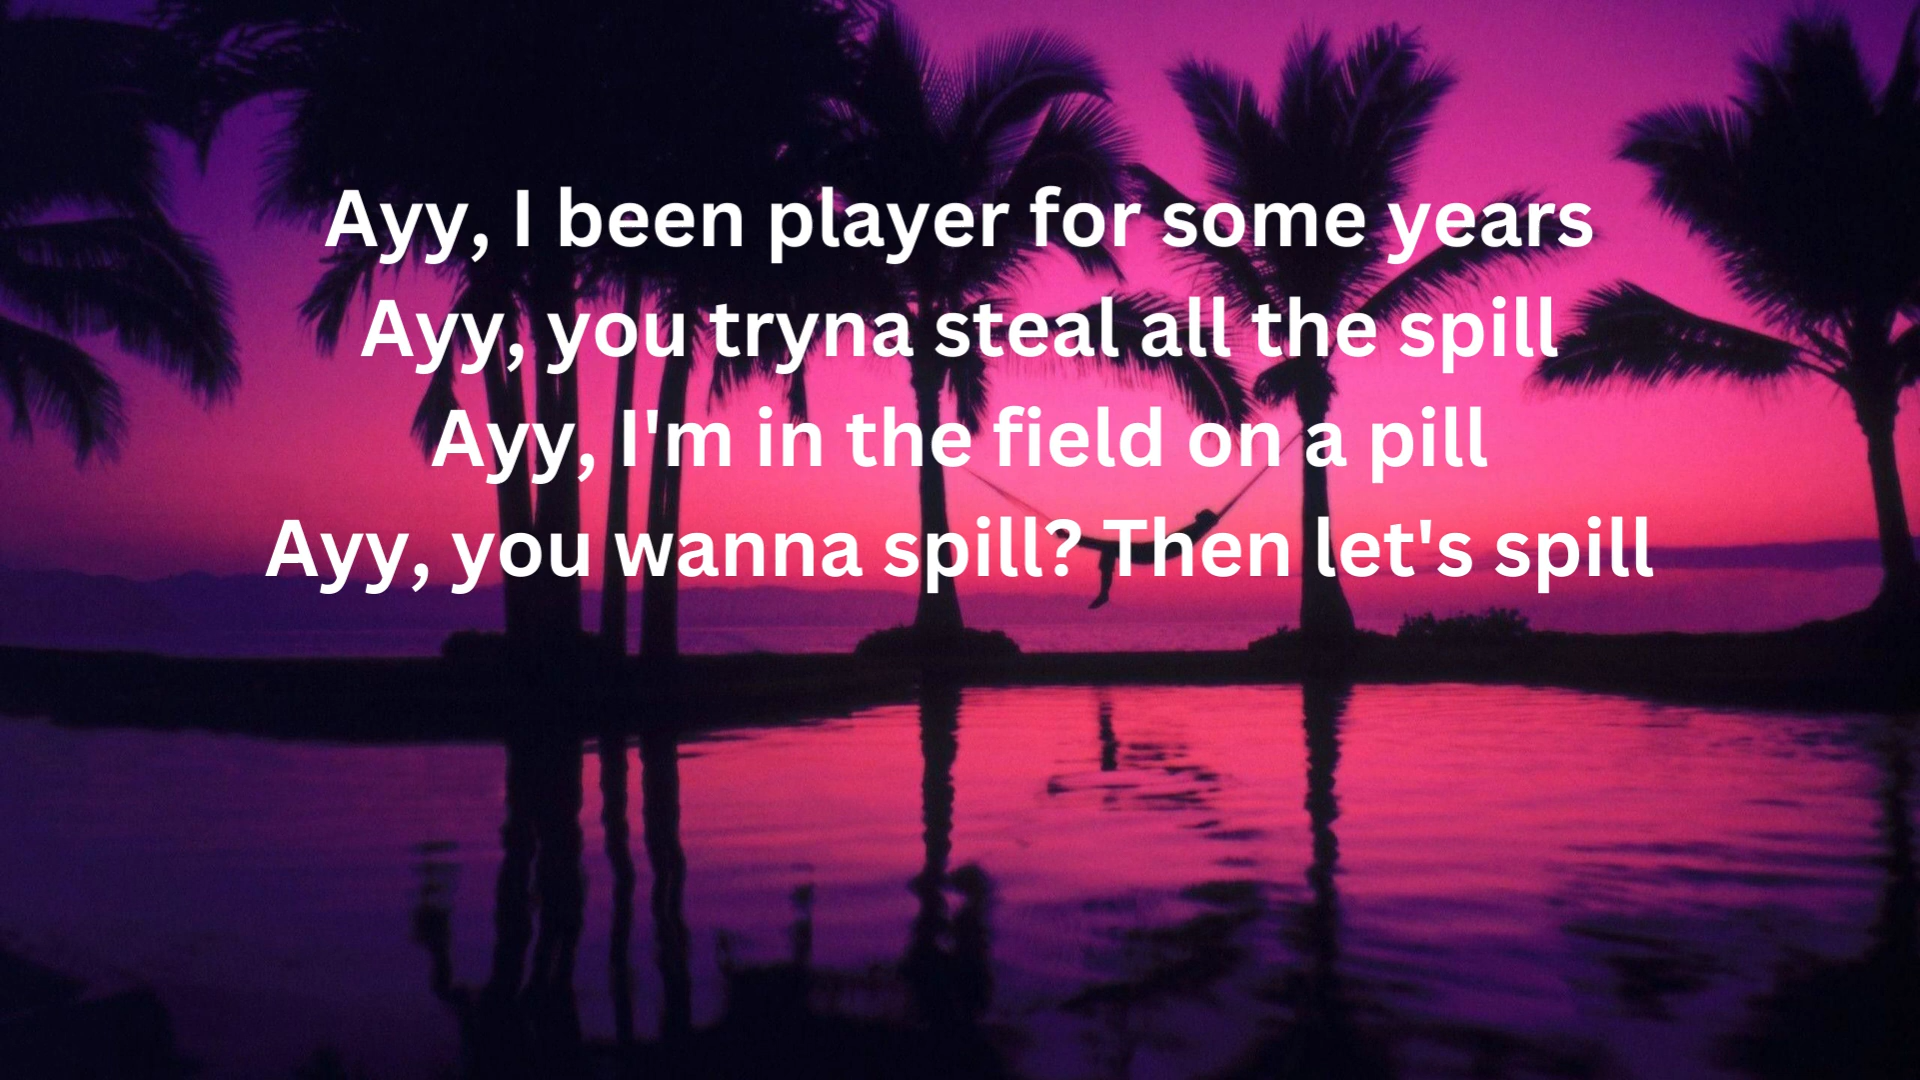 Ayy, I been player for some years
Ayy, you tryna steal all the spill
Ayy, I'm in the field on a pill
Ayy, you wanna spill? Then let's spill